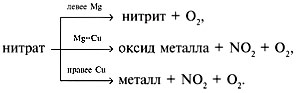 левее Mg
нитрит + O₂,
нитрат
Mg–Cu
оксид металла + NO₂ + O₂,
правее Cu
металл + NO₂ + O₂.